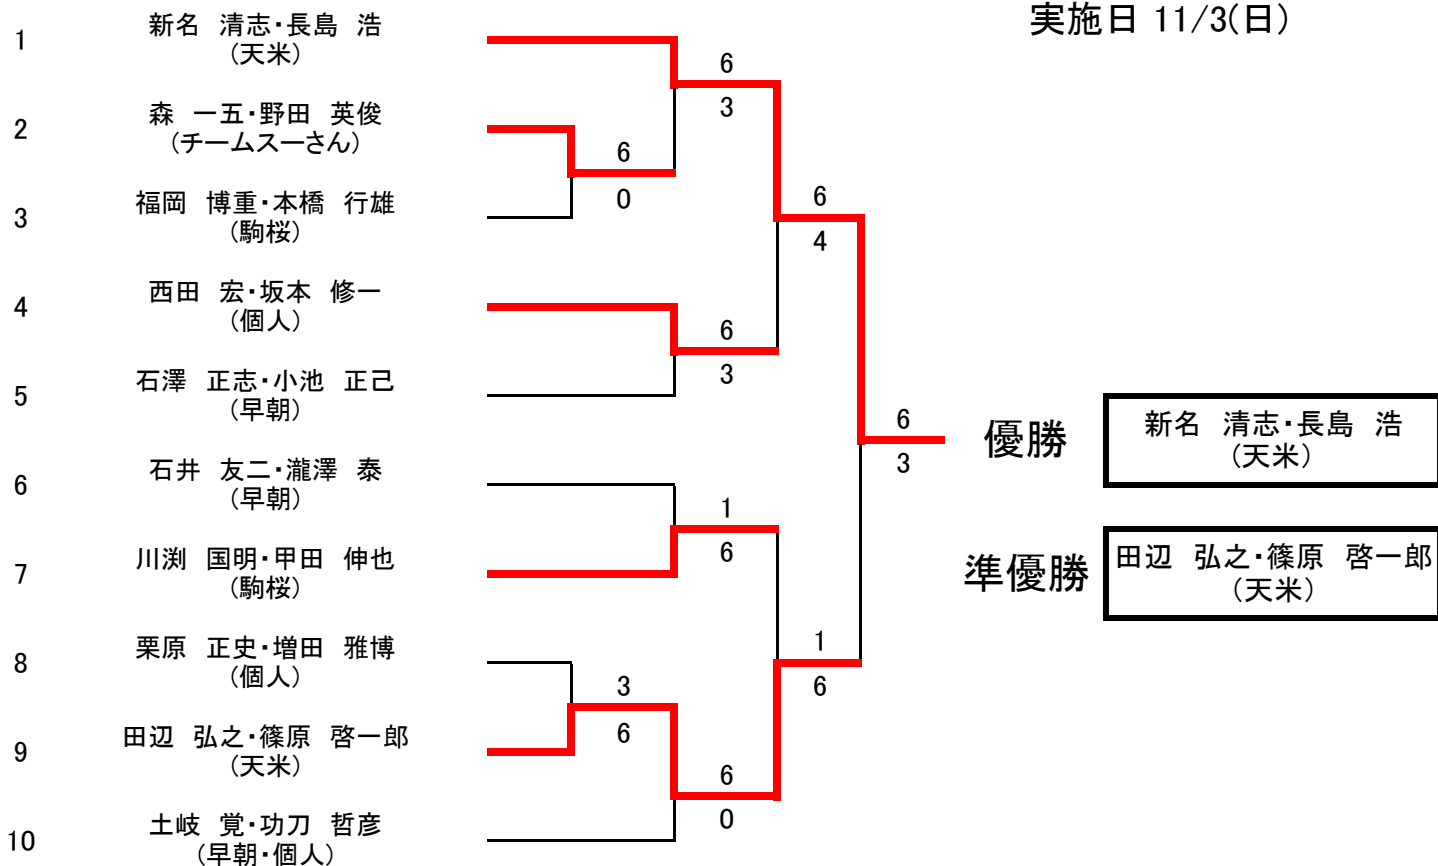 実施日 11/3(日)
1
新名 清志・長島 浩
(天米)
6
3
2
森 一五・野田 英俊
(チームスーさん)
6
0
3
福岡 博重・本橋 行雄
(駒桜)
6
4
4
西田 宏・坂本 修一
(個人)
6
3
5
石澤 正志・小池 正己
(早朝)
6
3
優勝
新名 清志・長島 浩
(天米)
6
石井 友二・瀧澤 泰
(早朝)
1
6
7
川渕 国明・甲田 伸也
(駒桜)
準優勝
田辺 弘之・篠原 啓一郎
(天米)
8
栗原 正史・増田 雅博
(個人)
1
6
3
6
9
田辺 弘之・篠原 啓一郎
(天米)
6
0
10
土岐 覚・功刀 哲彦
(早朝・個人)